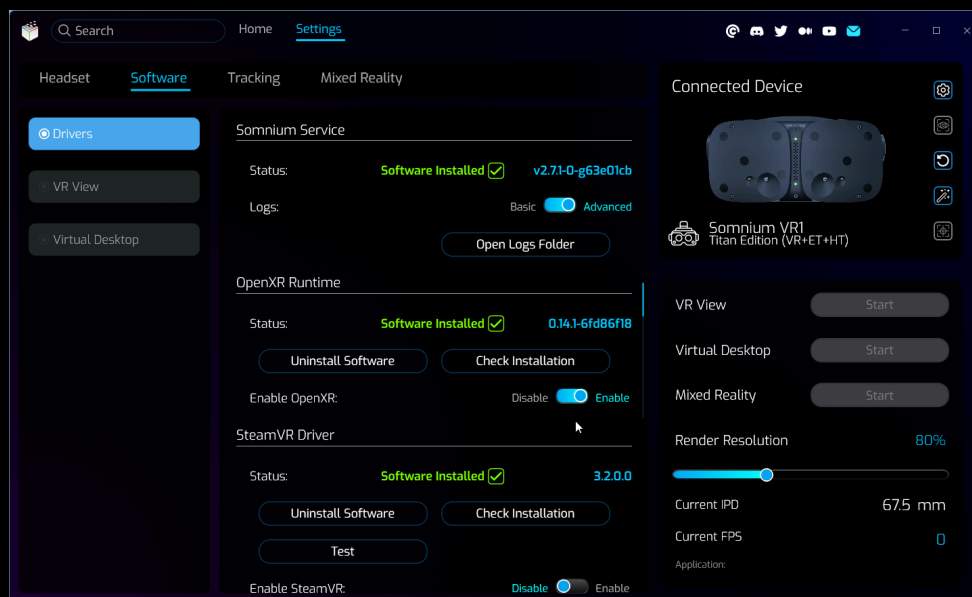 Search
Home
Settings
Headset
Software
Tracking
Mixed Reality
Drivers
VR View
Virtual Desktop
Somnium Service
Status:
Software Installed
v2.7.1-0-g63e01cb
Logs:
Basic
Advanced
Open Logs Folder
OpenXR Runtime
Status:
Software Installed
0.14.1-6fd86f18
Uninstall Software
Check Installation
Enable OpenXR:
Disable
Enable
SteamVR Driver
Status:
Software Installed
3.2.0.0
Uninstall Software
Check Installation
Test
Enable SteamVR:
Disable
Enable
Connected Device
Somnium VR1
Titan Edition (VR+ET+HT)
VR View
Start
Virtual Desktop
Start
Mixed Reality
Start
Render Resolution
80%
Current IPD
67.5 mm
Current FPS
0
Application: